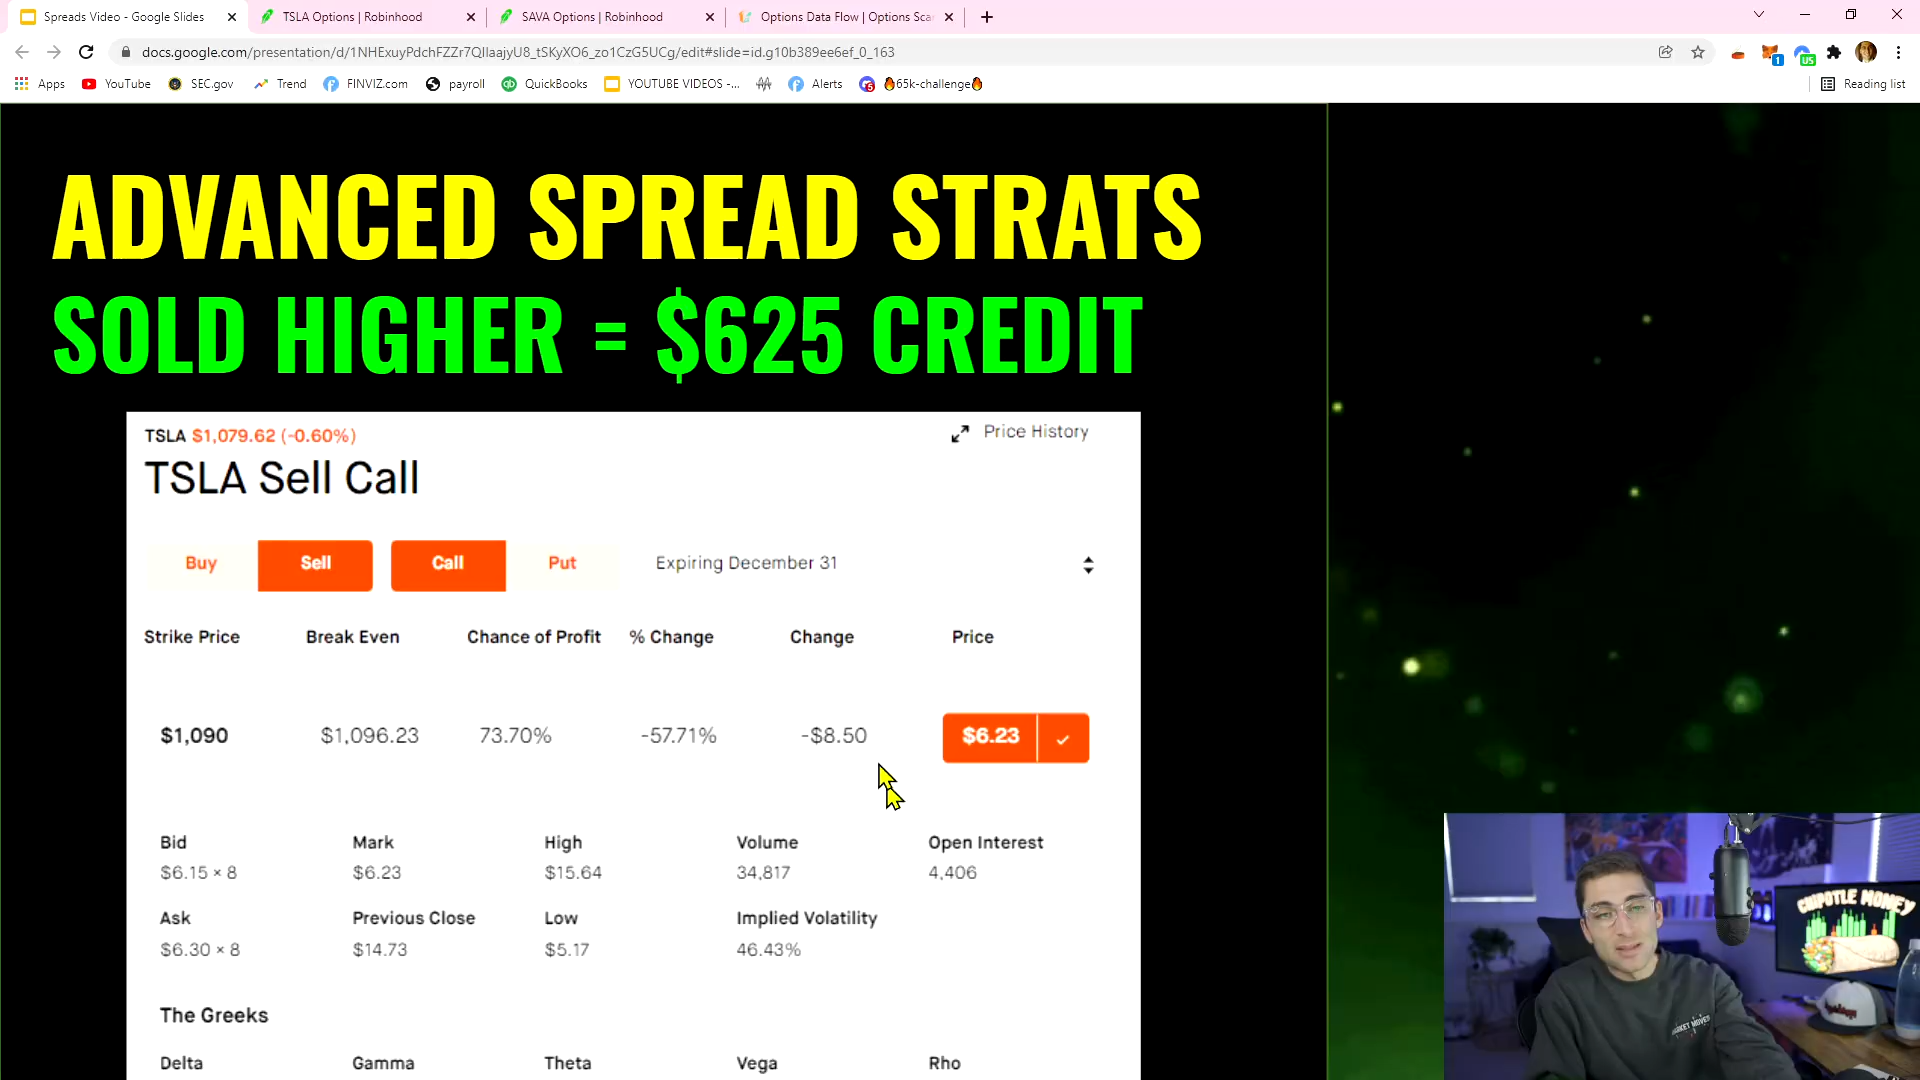 Spreads Video - Google Slides
TSLA Options | Robinhood
SAVA Options | Robinhood
Options Data Flow | Options Scan
docs.google.com/presentation/d/1NHExuyPdchFZZr7QIlaajyU8_tSKyXO6_zo1CzG5UCg/edit#slide=id.g10b389ee6ef_0_163
1
US
Apps
YouTube
SEC.gov
Trend
FINVIZ.com
payroll
QuickBooks
YOUTUBE VIDEOS -...
Alerts
5
65k-challenge
Reading list
ADVANCED SPREAD STRATS
SOLD HIGHER = $625 CREDIT
TSLA $1,079.62 (-0.60%)
Price History
TSLA Sell Call
Buy
Sell
Call
Put
Expiring December 31
Strike Price
Break Even
Chance of Profit
% Change
Change
Price
$1,090
$1,096.23
73.70%
-57.71%
-$8.50
$6.23
Bid
Mark
High
Volume
Open Interest
$6.15 × 8
$6.23
$15.64
34,817
4,406
Ask
Previous Close
Low
Implied Volatility
$6.30 × 8
$14.73
$5.17
46.43%
The Greeks
Delta
Gamma
Theta
Vega
Rho
CHIPOTLE MONEY
MARKET MOVES